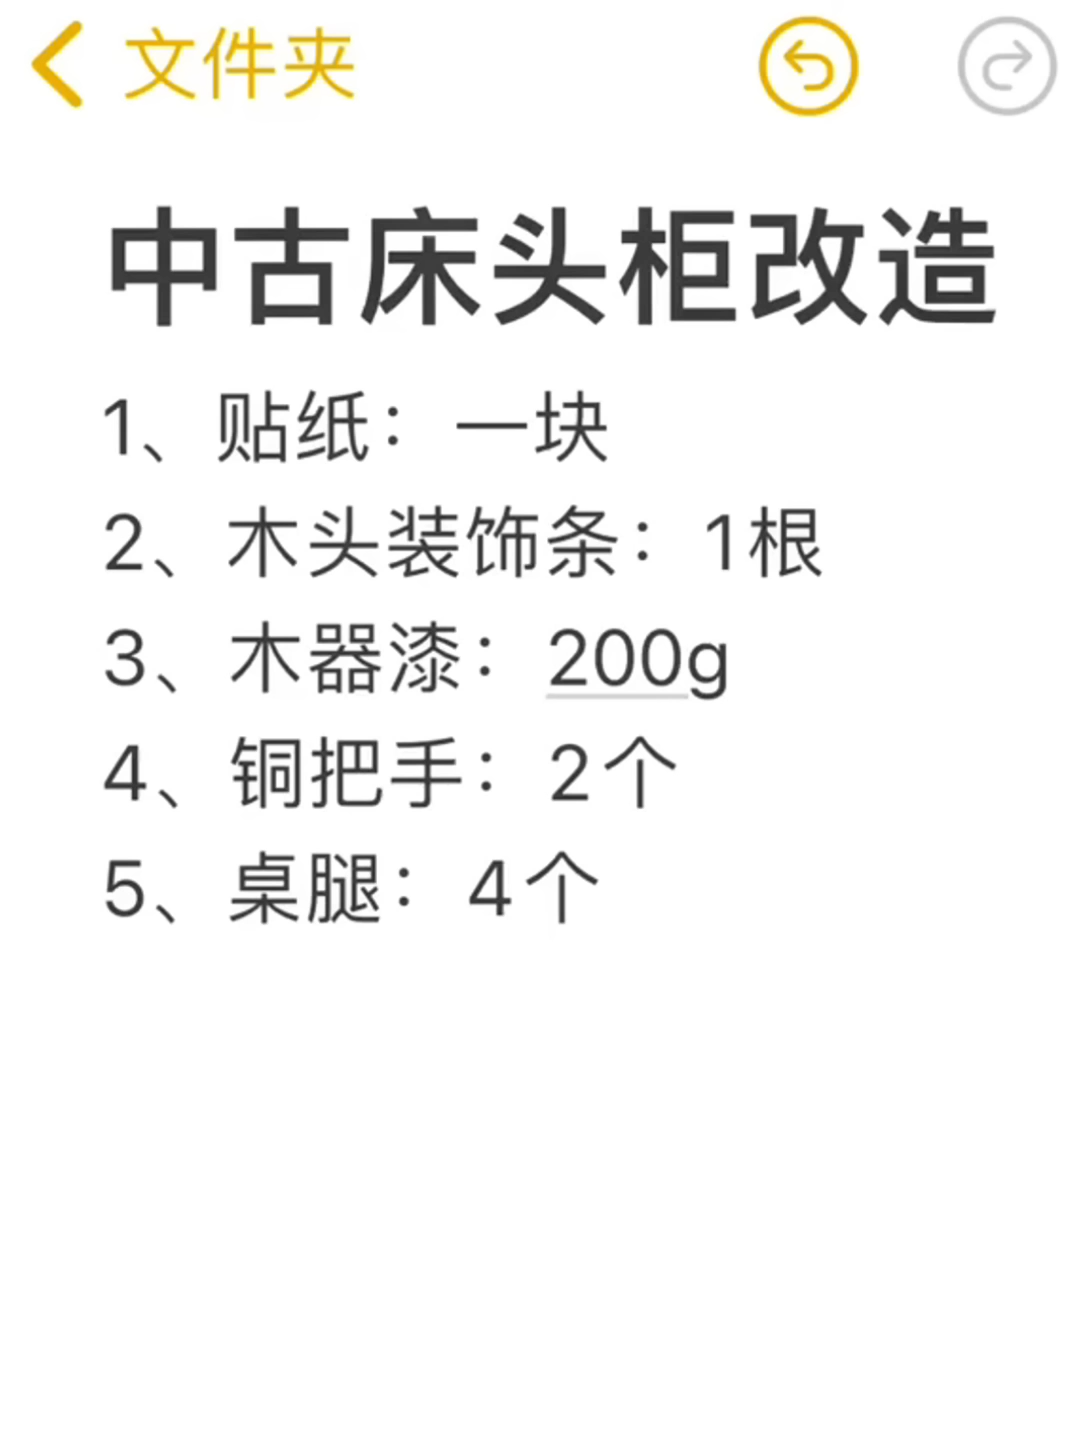 文件夹
中古床头柜改造
1、贴纸：一块
2、木头装饰条：1根
3、木器漆：200g
4、铜把手：2个
5、桌腿：4个